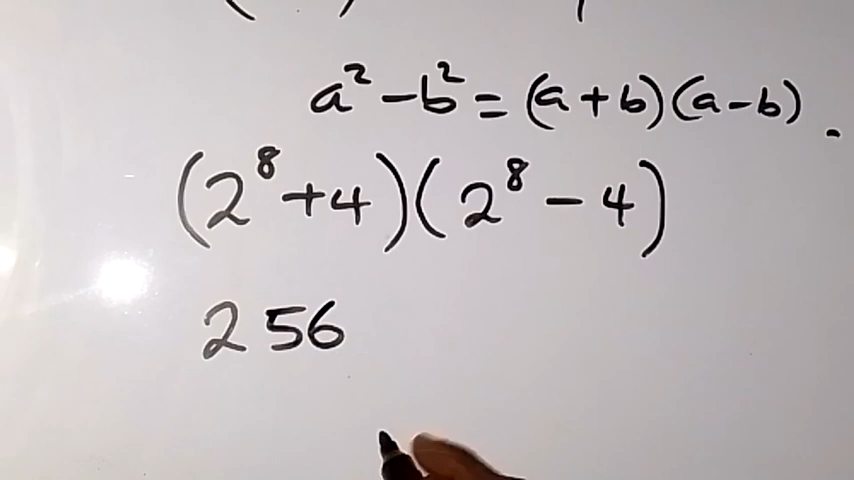 a² - b² = (a + b)(a - b).
(2⁸ + 4)(2⁸ - 4)
256